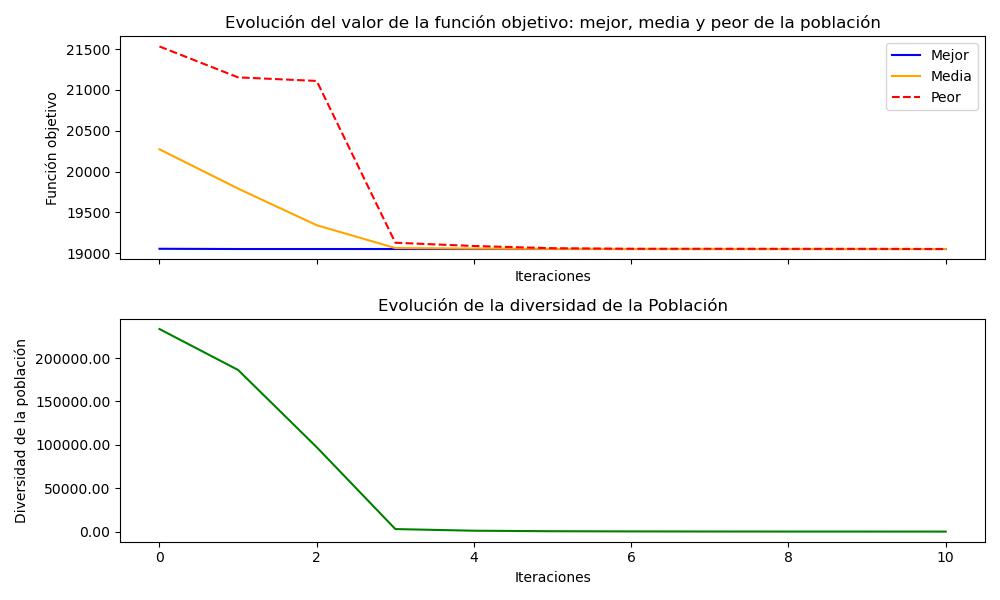 Evolución del valor de la función objetivo: mejor, media y peor de la población
Función objetivo
21500
21000
20500
20000
19500
19000
Mejor
Media
Peor
Iteraciones
Evolución de la diversidad de la Población
Diversidad de la población
200000.00
150000.00
100000.00
50000.00
0.00
0 2 4 6 8 10
Iteraciones